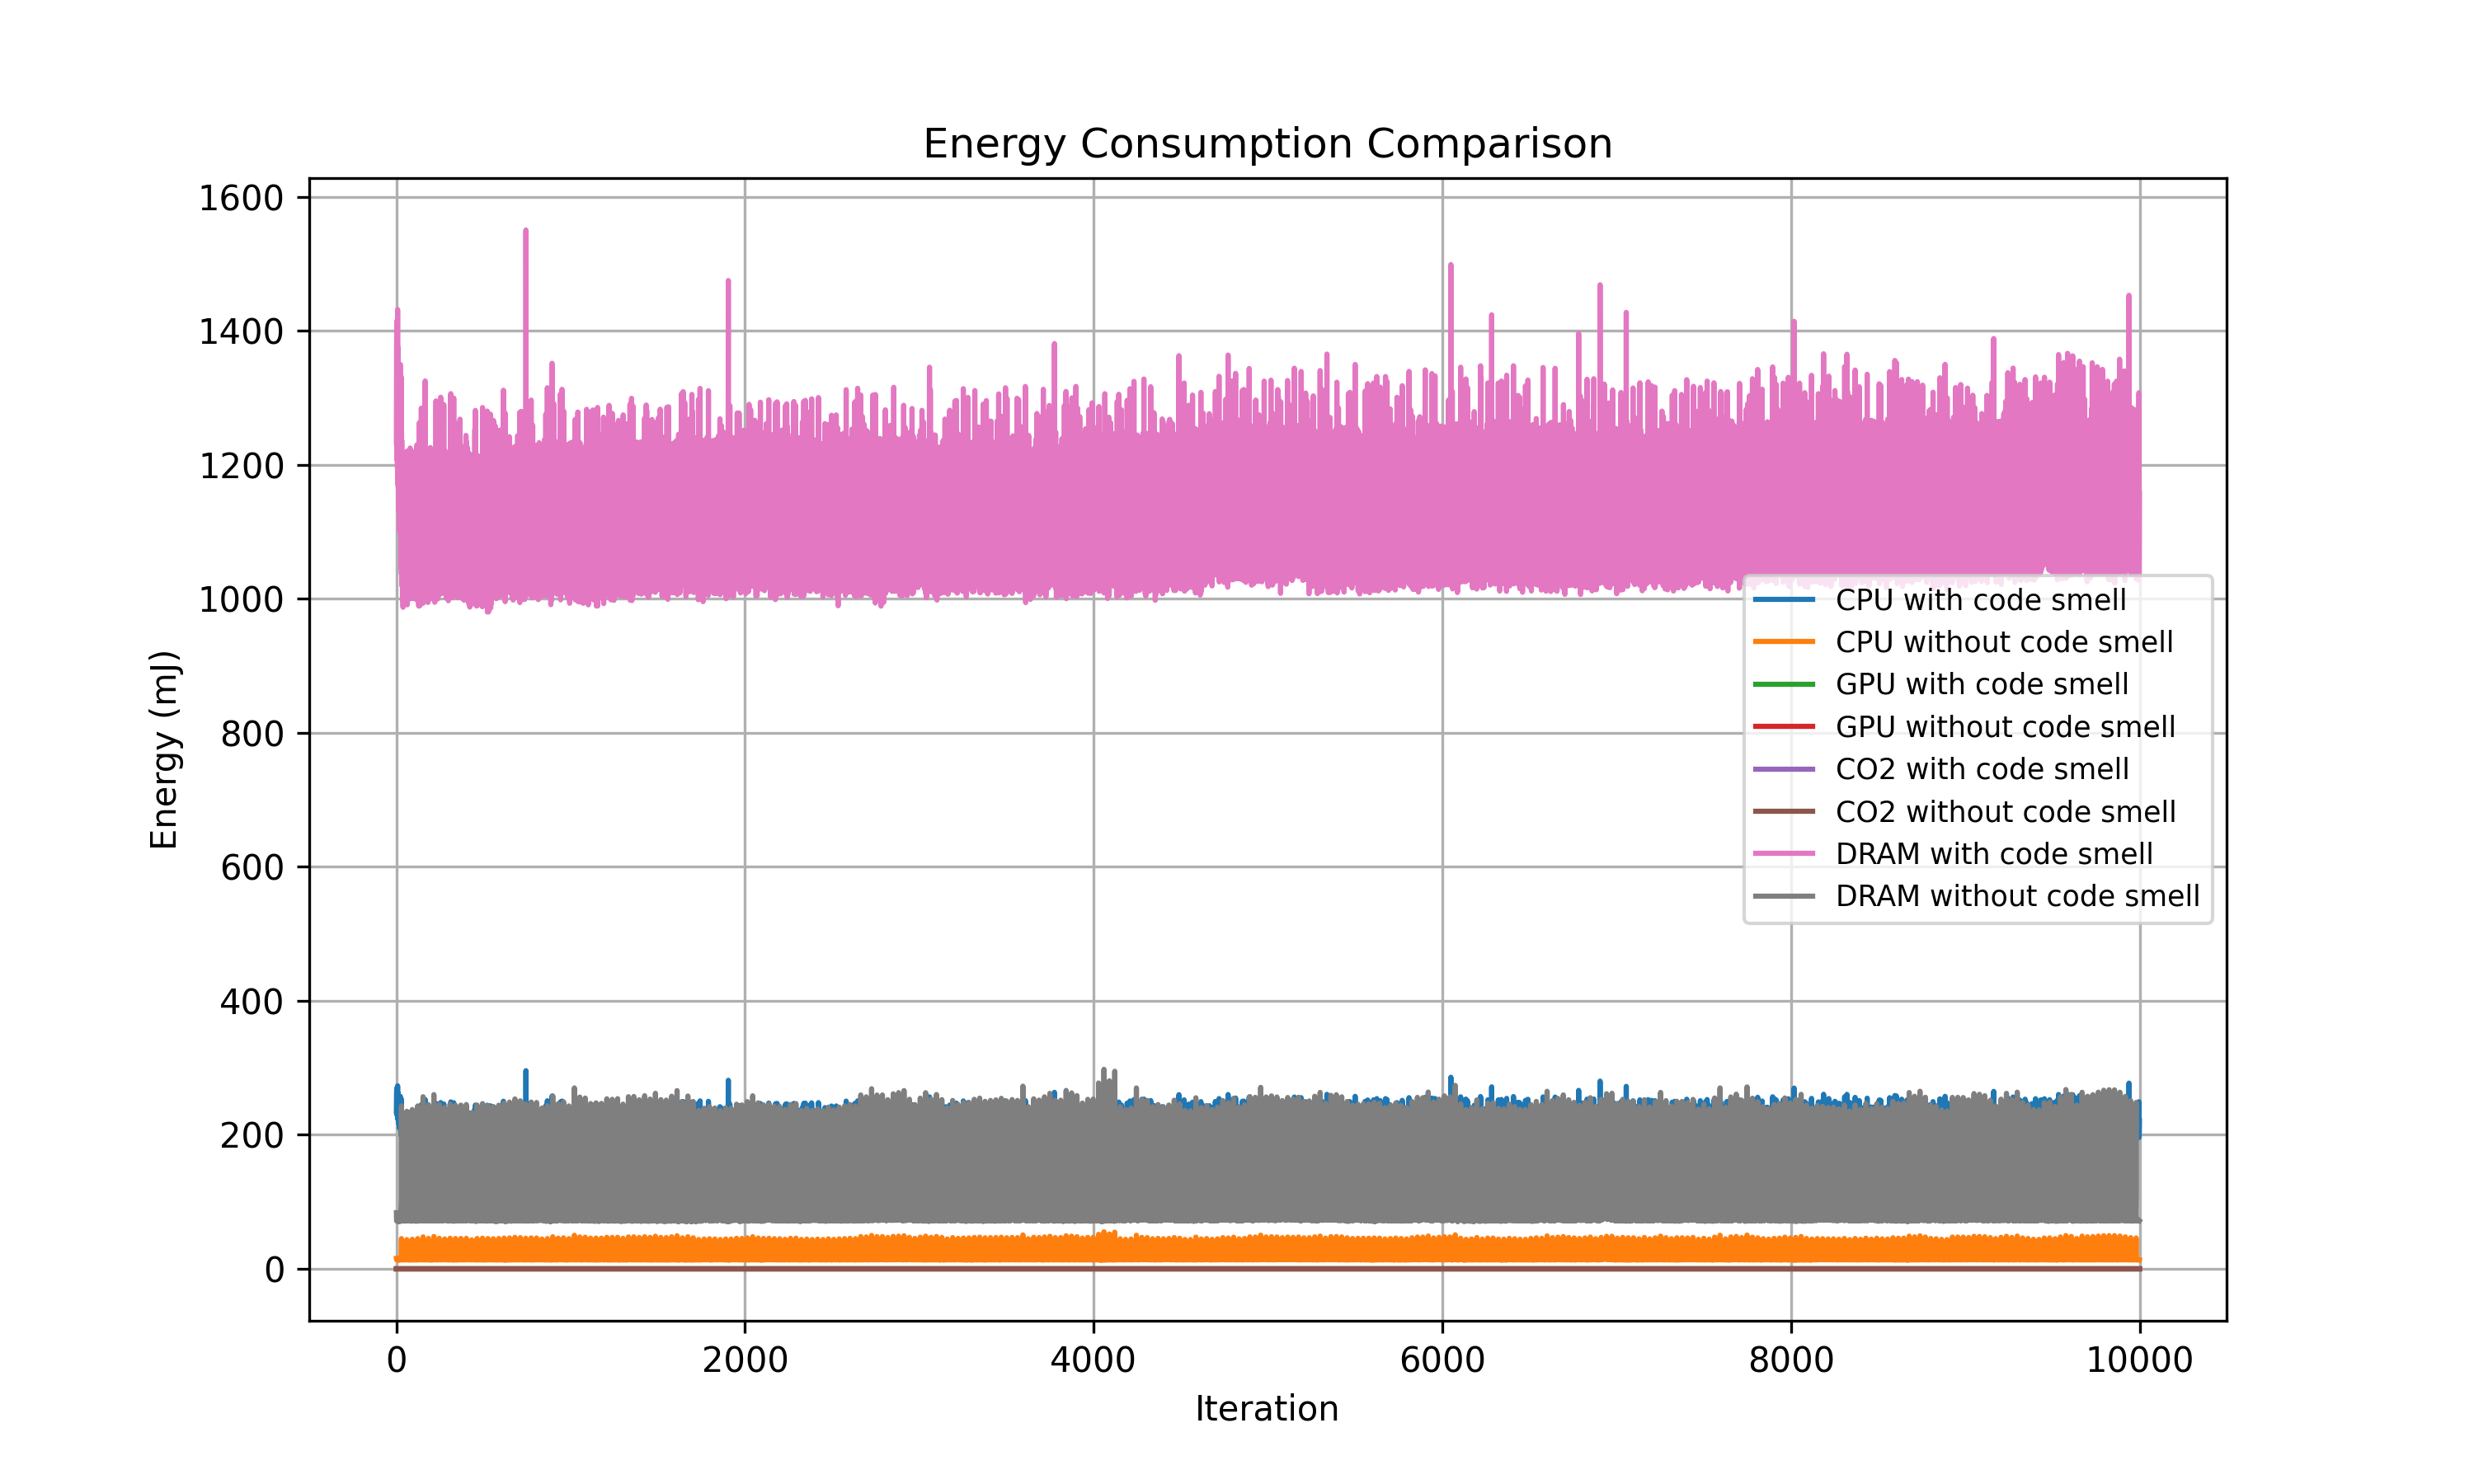 Energy Consumption Comparison
1600
1400
1200
1000
800
600
400
200
0
Energy (mJ)
CPU with code smell
CPU without code smell
GPU with code smell
GPU without code smell
CO2 with code smell
CO2 without code smell
DRAM with code smell
DRAM without code smell
0 2000 4000 6000 8000 10000
Iteration